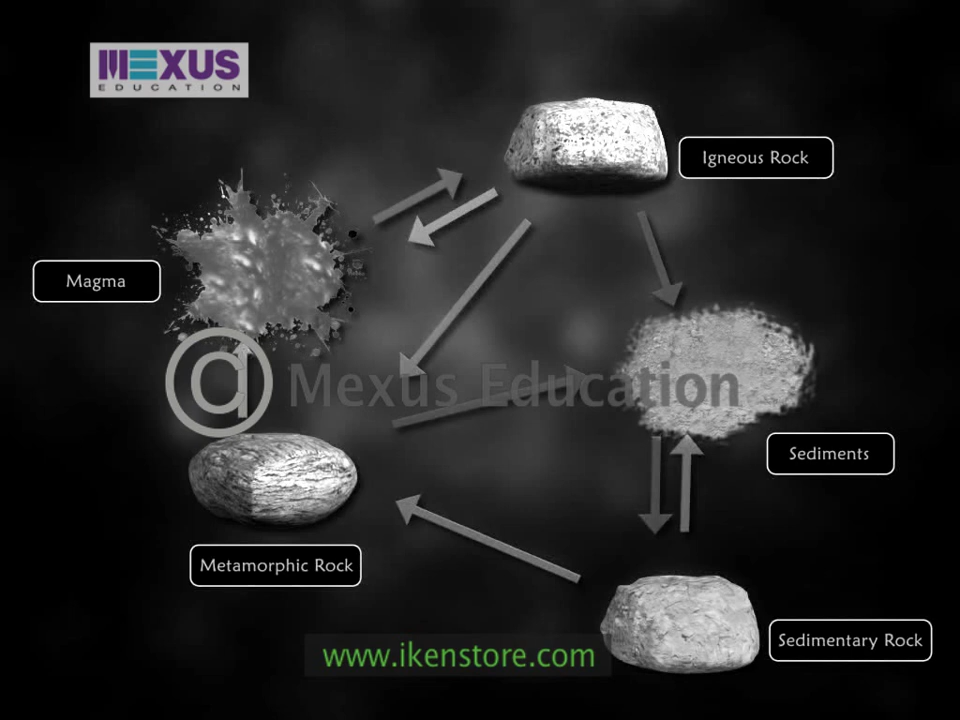 MEXUS
EDUCATION
Igneous Rock
Magma
@ Mexus Education
Sediments
Metamorphic Rock
Sedimentary Rock
www.ikenstore.com